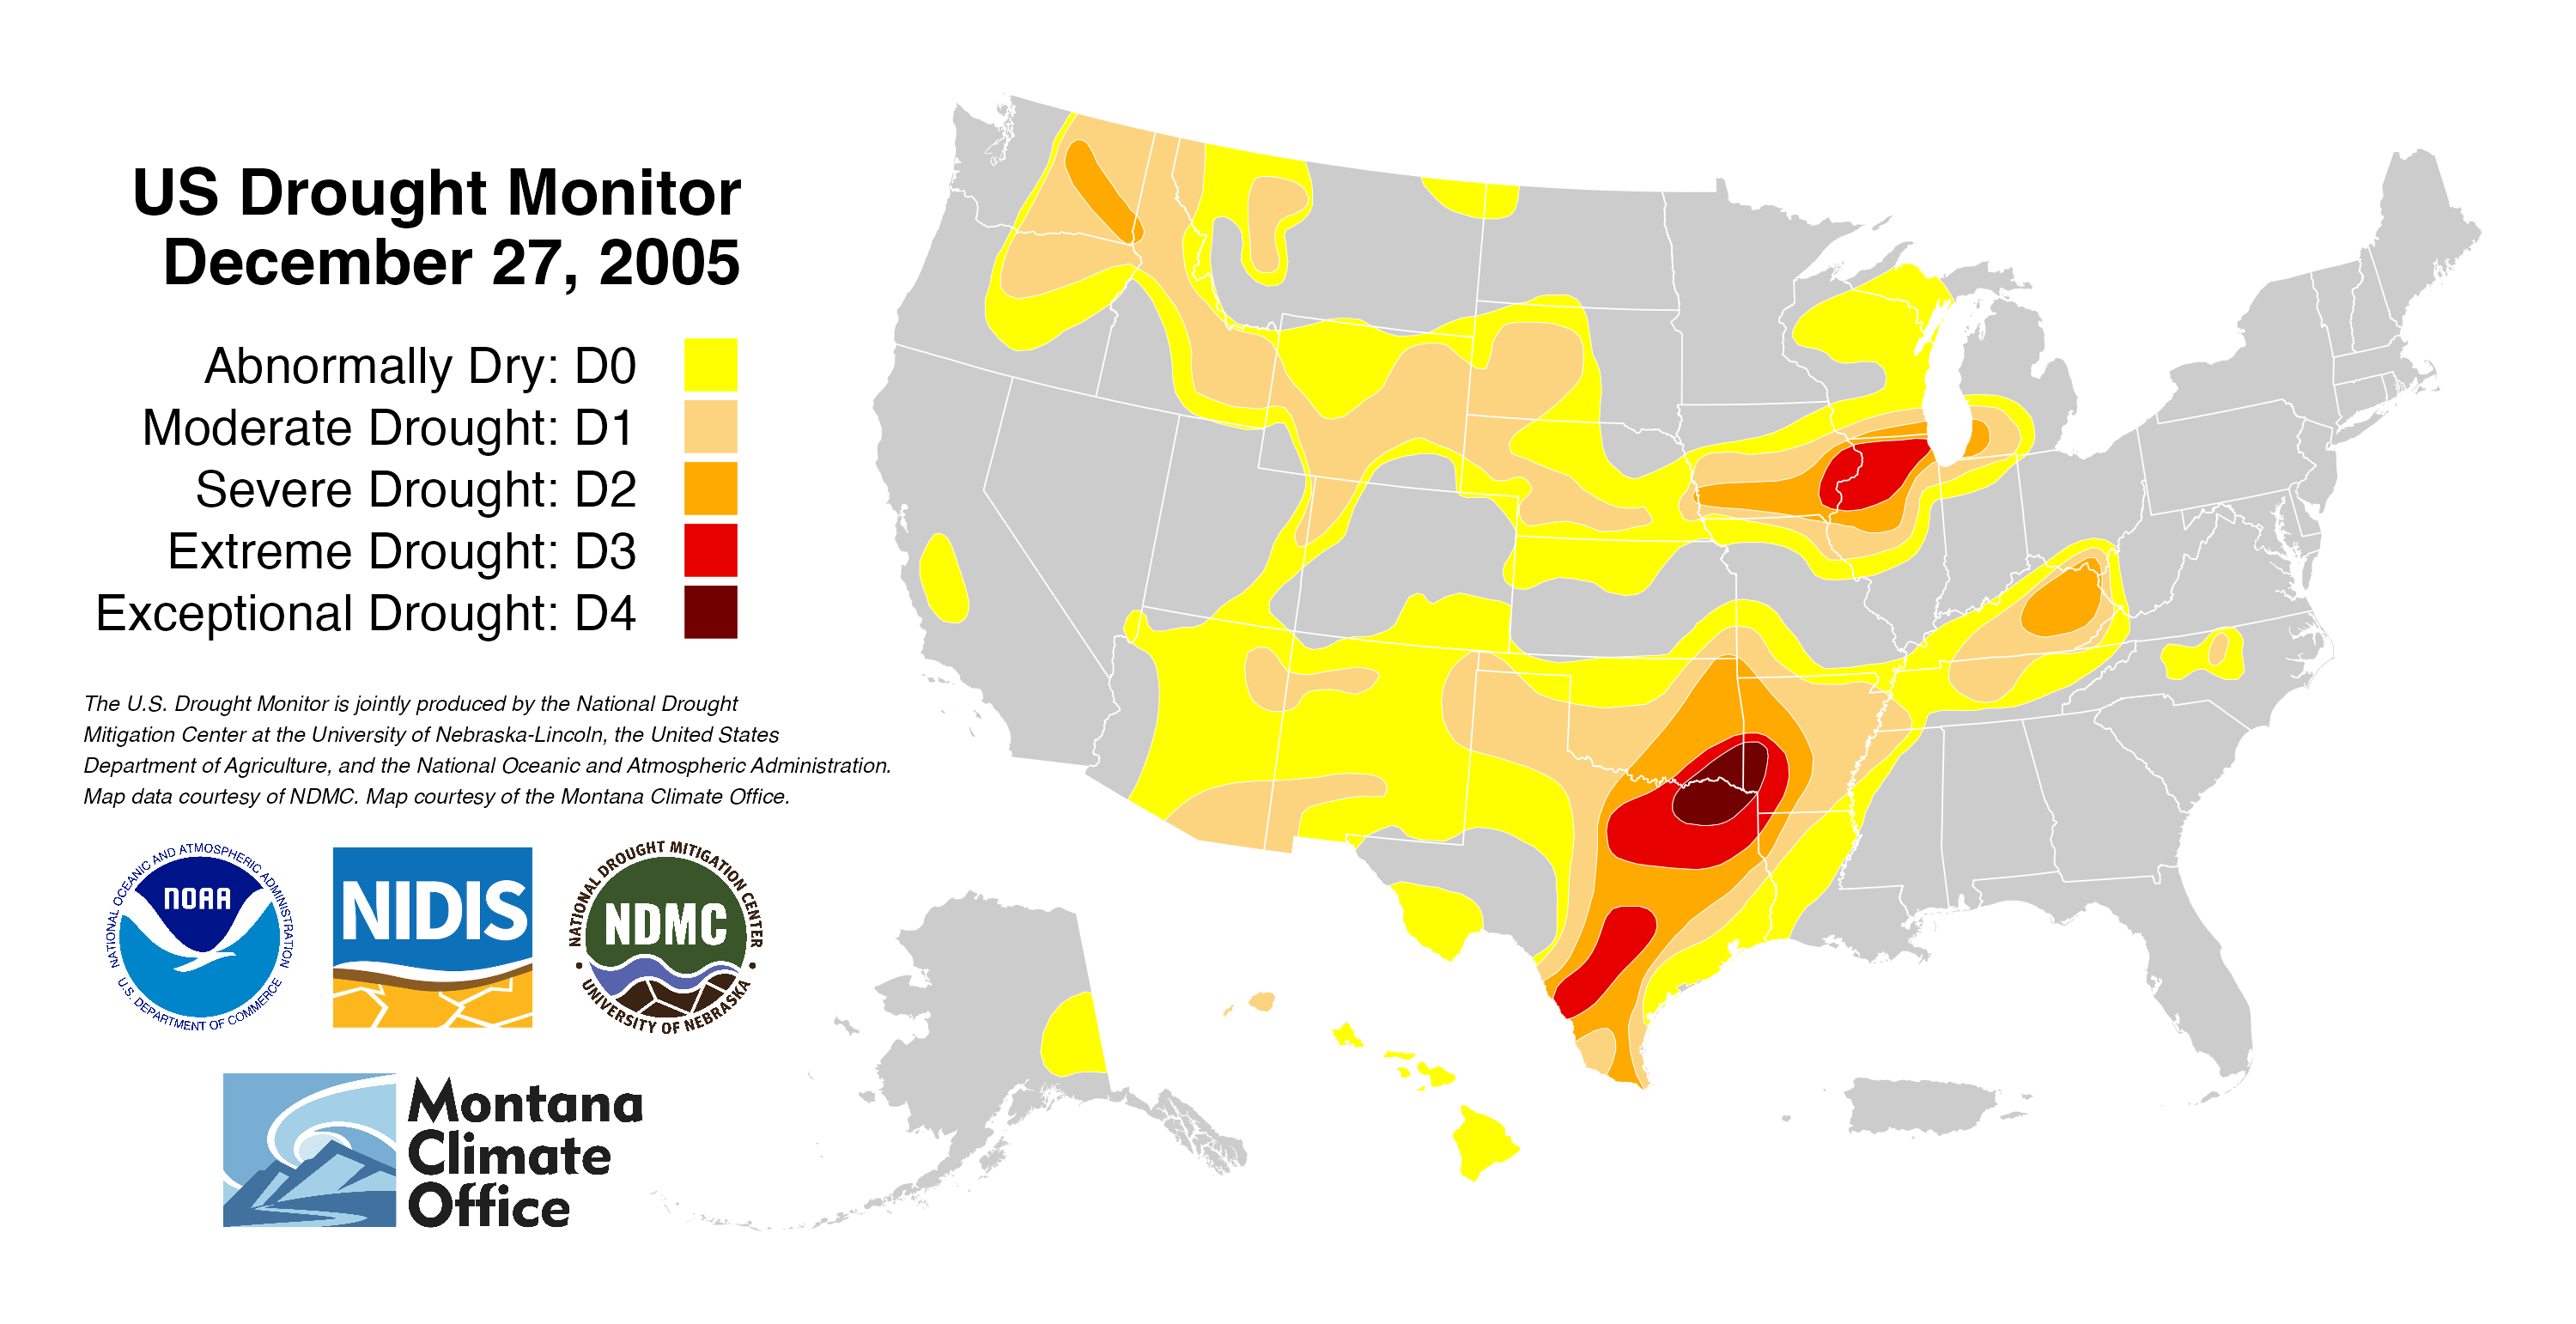 US Drought Monitor
December 27, 2005
Abnormally Dry: D0
Moderate Drought: D1
Severe Drought: D2
Extreme Drought: D3
Exceptional Drought: D4
The U.S. Drought Monitor is jointly produced by the National Drought
Mitigation Center at the University of Nebraska-Lincoln, the United States
Department of Agriculture, and the National Oceanic and Atmospheric Administration.
Map data courtesy of NDMC. Map courtesy of the Montana Climate Office.
NATIONAL OCEANIC AND ATMOSPHERIC ADMINISTRATION
NOAA
U.S. DEPARTMENT OF COMMERCE
NIDIS
NATIONAL DROUGHT MITIGATION CENTER
NDMC
UNIVERSITY OF NEBRASKA
Montana
Climate
Office